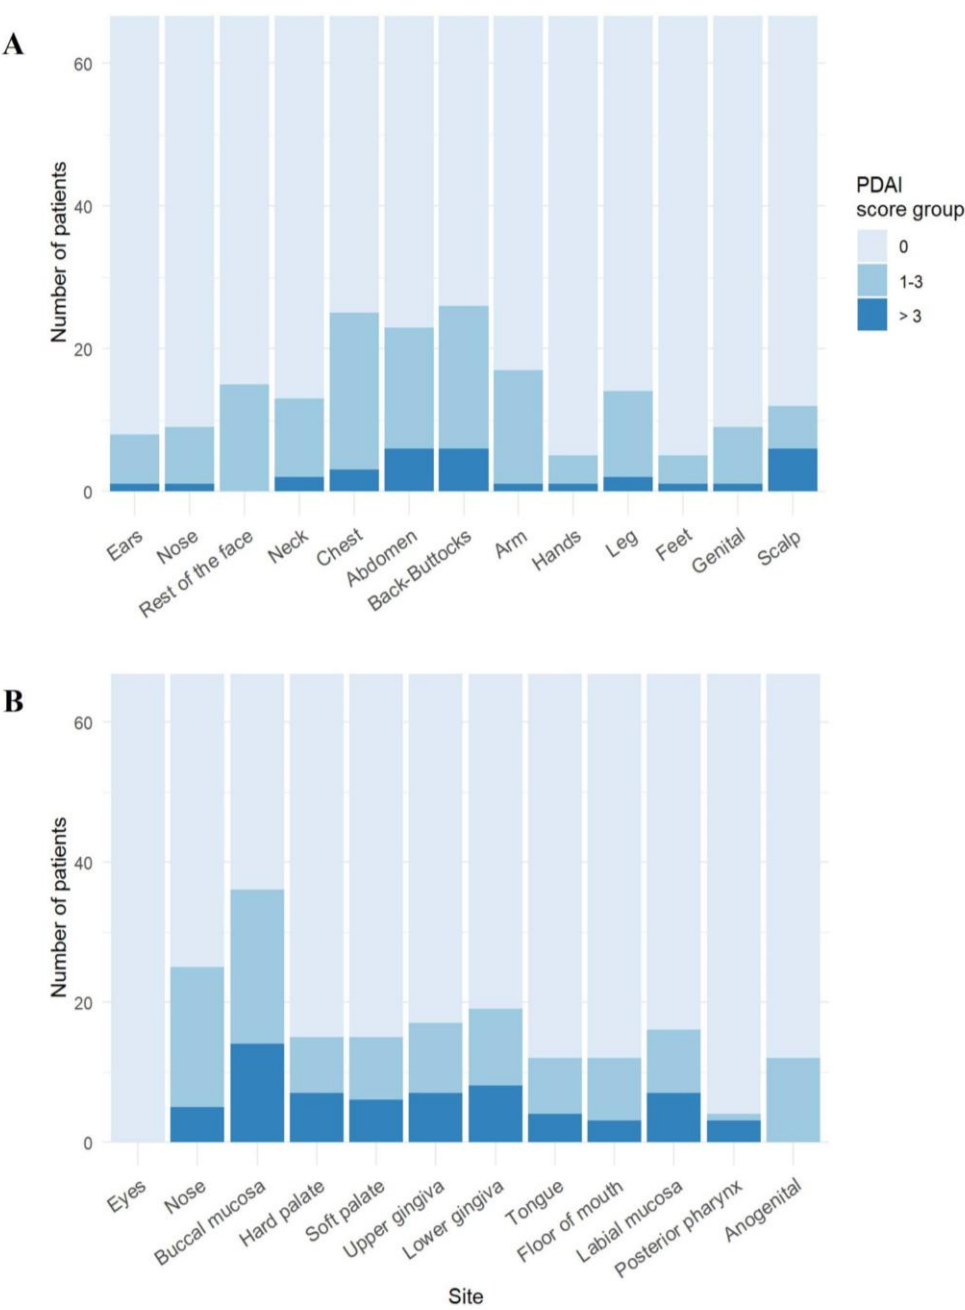 A
60
40
20
0
Number of patients
Ears
Nose
Rest of the face
Neck
Chest
Abdomen
Back-Buttocks
Arm
Hands
Leg
Feet
Genital
Scalp
PDAI
score group
0
1-3
> 3
B
60
40
20
0
Number of patients
Eyes
Nose
Buccal mucosa
Hard palate
Soft palate
Upper gingiva
Lower gingiva
Tongue
Floor of mouth
Labial mucosa
Posterior pharynx
Anogenital
Site